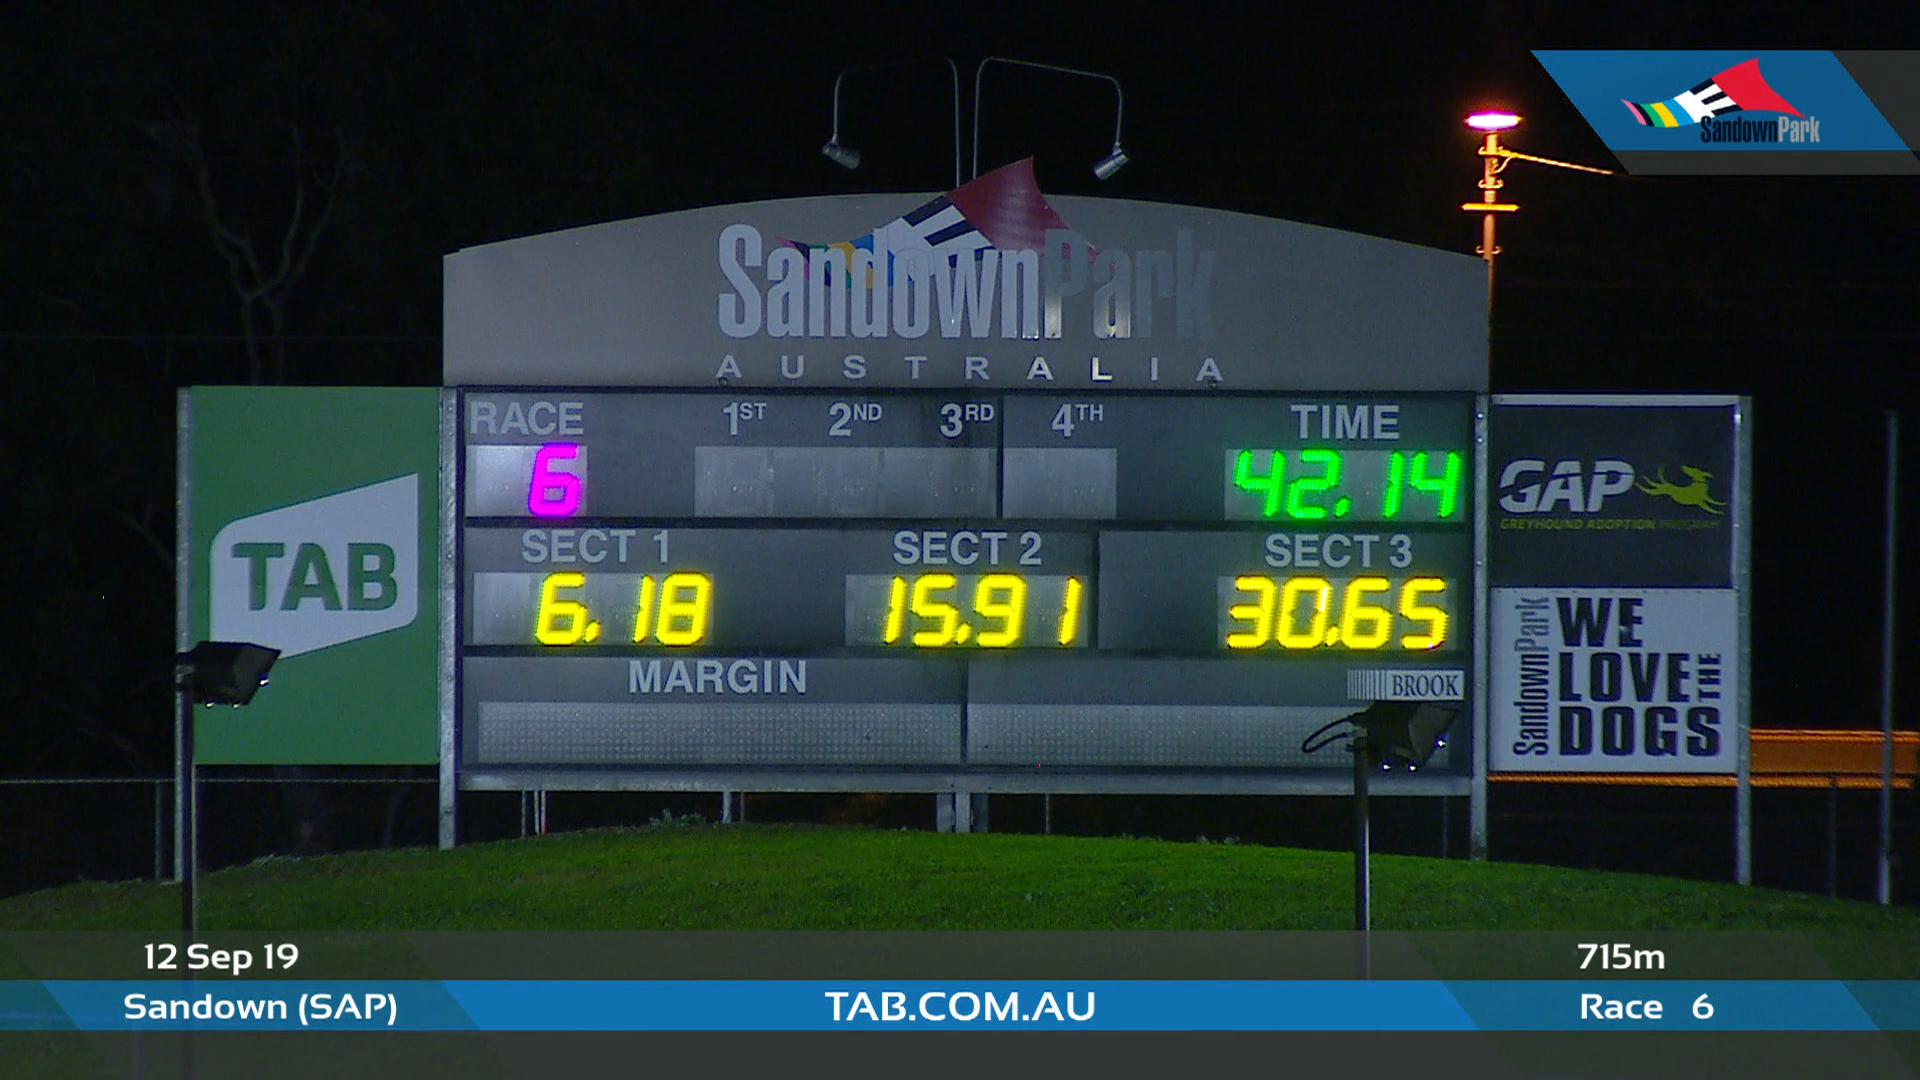 SandownPark
SandownPark
AUSTRALIA
RACE 1ST 2ND 3RD 4TH TIME
6 42.14
SECT 1 SECT 2 SECT 3
6.18 15.91 30.65
MARGIN
BROOK
TAB
GAP
GREYHOUND ADOPTION PROGRAM
SandownPark
WE
LOVE THE
DOGS
12 Sep 19 715m
Sandown (SAP) TAB.COM.AU Race 6